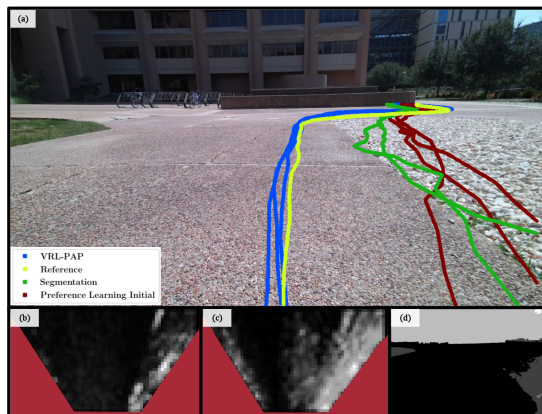 (a)
VRL-PAP
Reference
Segmentation
Preference Learning Initial
(b)
(c)
(d)